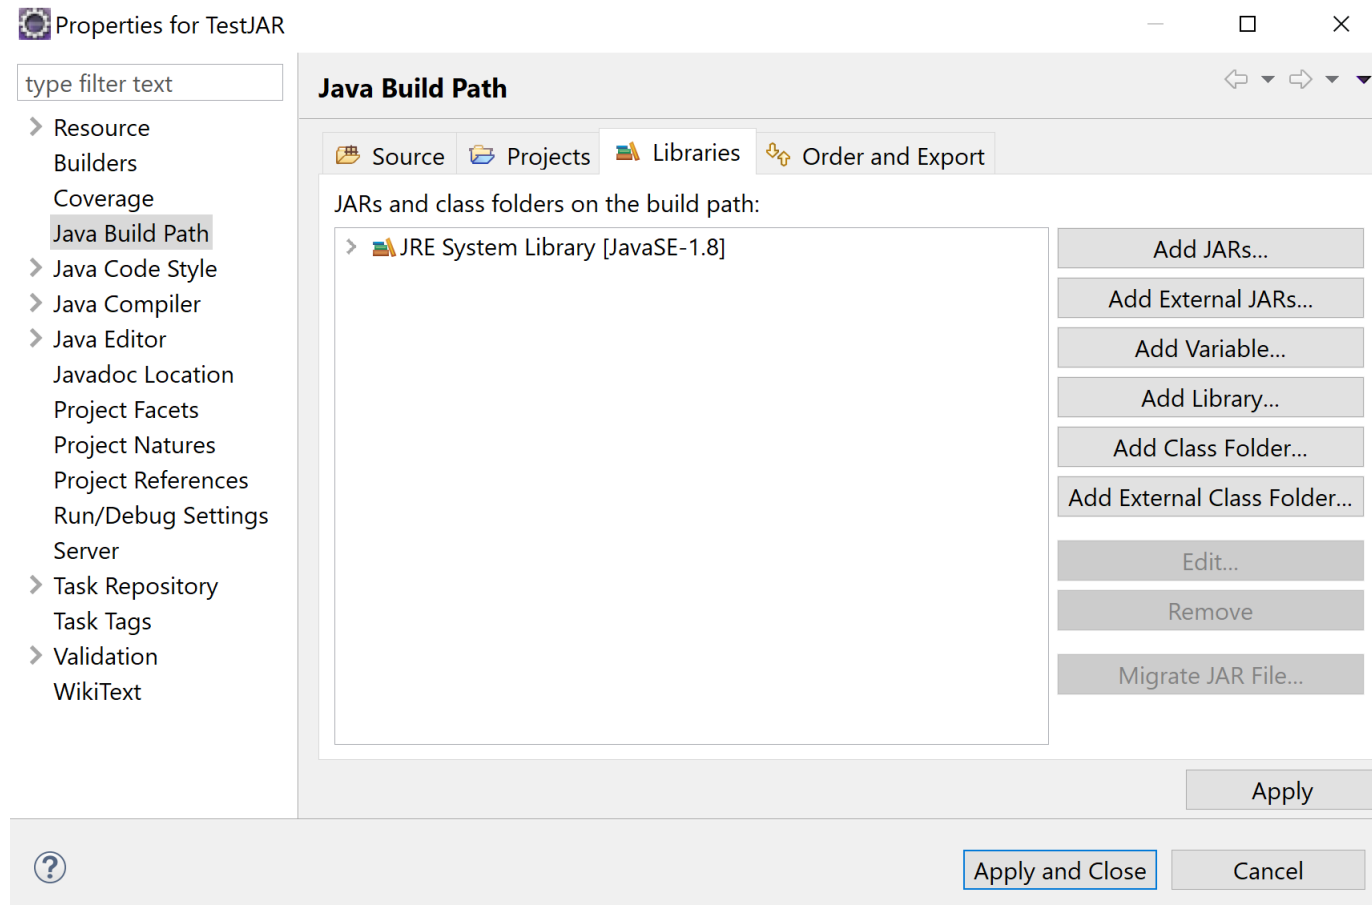 Properties for TestJAR
type filter text
Resource
Builders
Coverage
Java Build Path
Java Code Style
Java Compiler
Java Editor
Javadoc Location
Project Facets
Project Natures
Project References
Run/Debug Settings
Server
Task Repository
Task Tags
Validation
WikiText
Java Build Path
Source
Projects
Libraries
Order and Export
JARs and class folders on the build path:
JRE System Library [JavaSE-1.8]
Add JARs...
Add External JARs...
Add Variable...
Add Library...
Add Class Folder...
Add External Class Folder...
Edit...
Remove
Migrate JAR File...
Apply
?
Apply and Close
Cancel